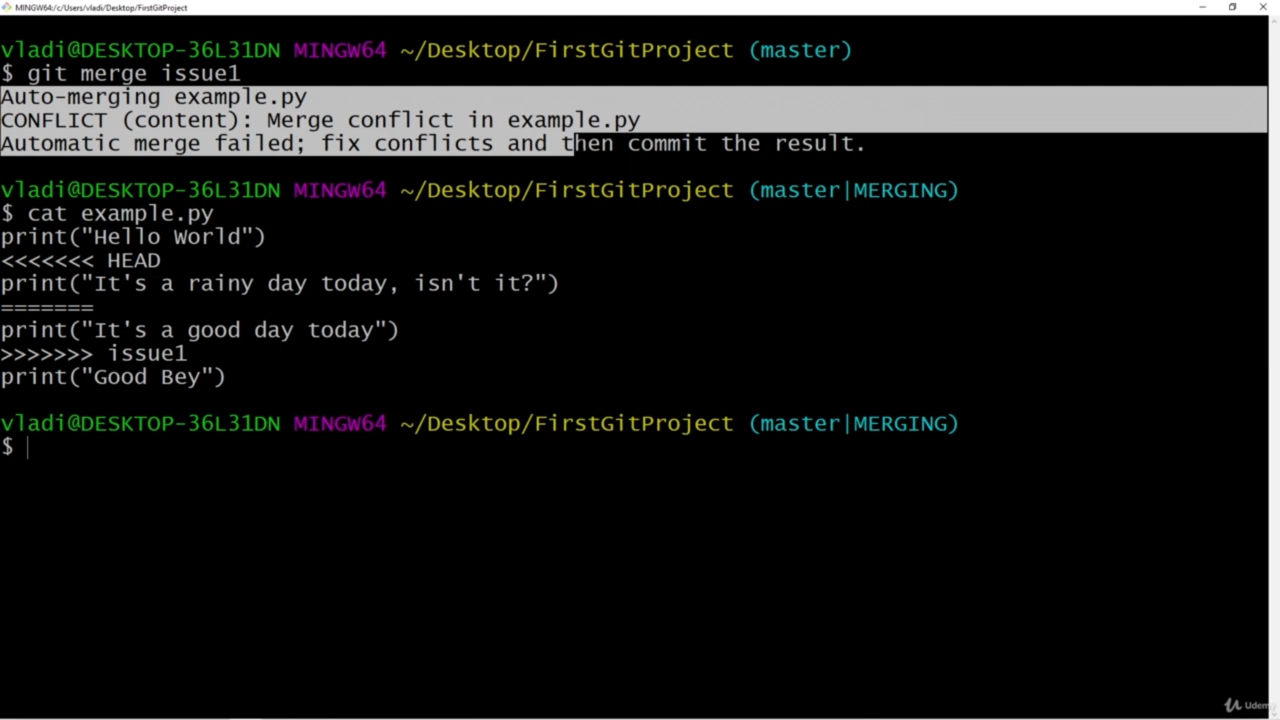 MINGW64:/c/Users/vladi/Desktop/FirstGitProject
vladi@DESKTOP-36L31DN MINGW64 ~/Desktop/FirstGitProject (master)
$ git merge issue1
Auto-merging example.py
CONFLICT (content): Merge conflict in example.py
Automatic merge failed; fix conflicts and then commit the result.
vladi@DESKTOP-36L31DN MINGW64 ~/Desktop/FirstGitProject (master|MERGING)
$ cat example.py
print("Hello World")
<<<<<<< HEAD
print("It's a rainy day today, isn't it?")
=======
print("It's a good day today")
>>>>>>> issue1
print("Good Bey")
vladi@DESKTOP-36L31DN MINGW64 ~/Desktop/FirstGitProject (master|MERGING)
$
Udemy